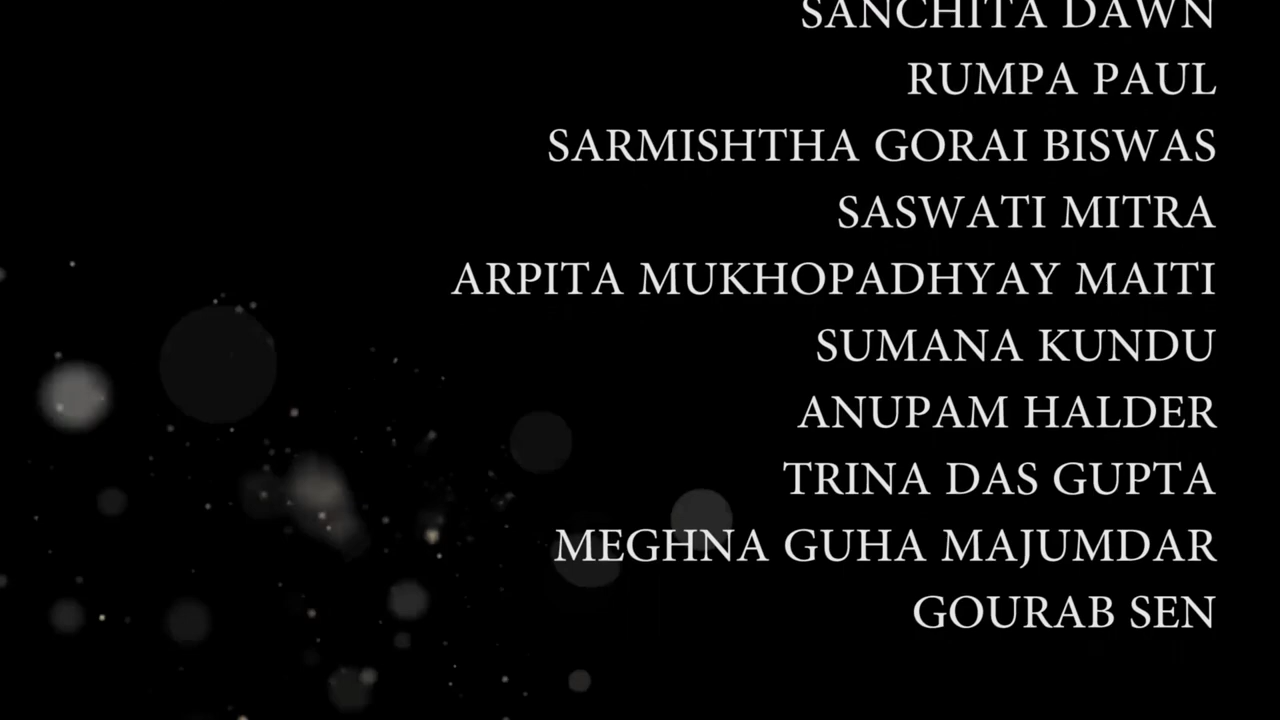 SANCHITA DAWN
RUMPA PAUL
SARMISHTHA GORAI BISWAS
SASWATI MITRA
ARPITA MUKHOPADHYAY MAITI
SUMANA KUNDU
ANUPAM HALDER
TRINA DAS GUPTA
MEGHNA GUHA MAJUMDAR
GOURAB SEN